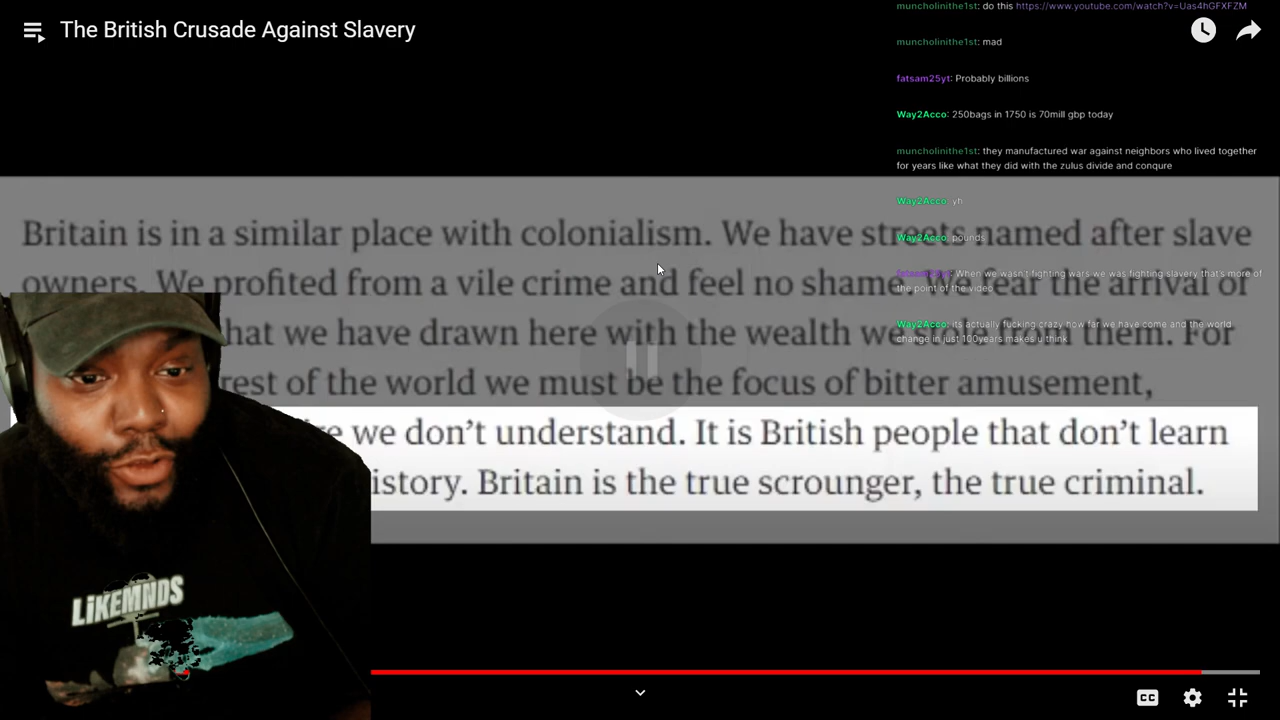 The British Crusade Against Slavery
muncholinithe1st: do this https://www.youtube.com/watch?v=Uas4hGFXFZM
muncholinithe1st: mad
fatsam25yt: Probably billions
Way2Acco: 250bags in 1750 is 70mill gbp today
muncholinithe1st: they manufactured war against neighbors who lived together
for years like what they did with the zulus divide and conqure
Way2Acco: yh
Way2Acco: pounds
When we wasn't fighting wars we was fighting slavery that's more of
the point of the video
Way2Acco: its actually fucking crazy how far we have come and the world
change in just 100years makes u think
Britain is in a similar place with colonialism. We have named after slave
owners. We profited from a vile crime and feel no shame. the arrival of
that we have drawn here with the wealth we from them. For
rest of the world we must be the focus of bitter amusement,
we don't understand. It is British people that don't learn
istory. Britain is the true scrounger, the true criminal.
LiKEMNDS
CC